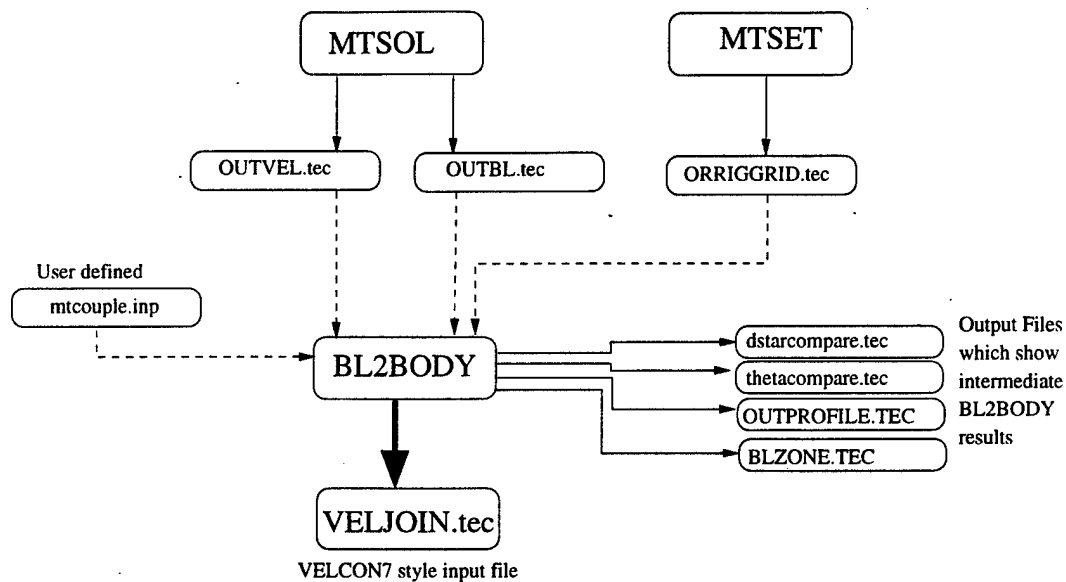 MTSOL
MTSET
OUTVEL.tec
OUTBL.tec
ORRIGGRID.tec
User defined
mtcouple.inp
BL2BODY
dstarcompare.tec
thetacompare.tec
OUTPROFILE.TEC
BLZONE.TEC
Output Files
which show
intermediate
BL2BODY
results
VELJOIN.tec
VELCON7 style input file